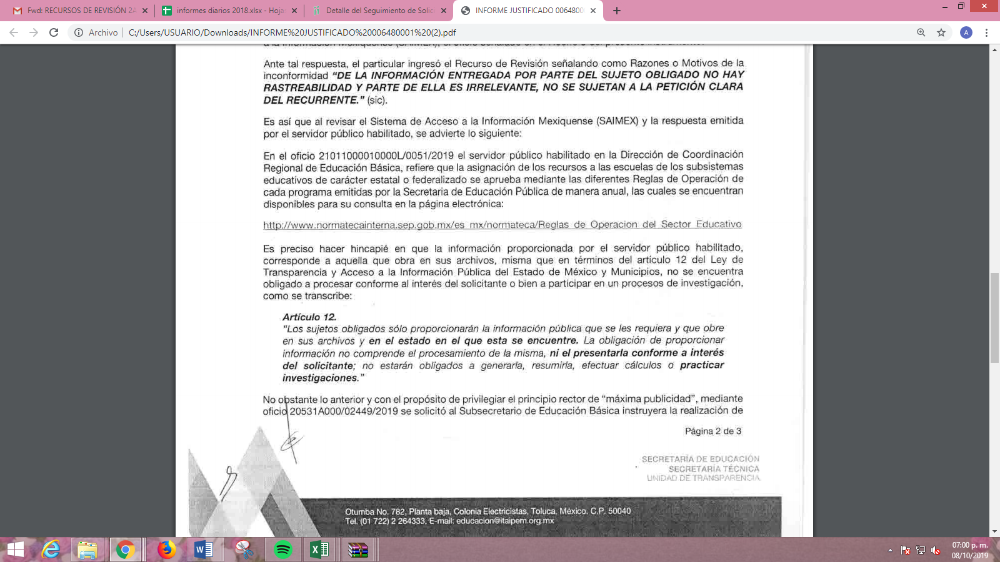 Fwd: RECURSOS DE REVISIÓN 2A
informes diarios 2018.xlsx - Hoja
Detalle del Seguimiento de Solic
INFORME JUSTIFICADO 0064800
Archivo
C:/Users/USUARIO/Downloads/INFORME%20JUSTIFICADO%20006480001%20(2).pdf
A
Ante tal respuesta, el particular ingresó el Recurso de Revisión señalando como Razones o Motivos de la
inconformidad “DE LA INFORMACIÓN ENTREGADA POR PARTE DEL SUJETO OBLIGADO NO HAY
RASTREABILIDAD Y PARTE DE ELLA ES IRRELEVANTE, NO SE SUJETAN A LA PETICIÓN CLARA
DEL RECURRENTE.” (sic).
Es así que al revisar el Sistema de Acceso a la Información Mexiquense (SAIMEX) y la respuesta emitida
por el servidor público habilitado, se advierte lo siguiente:
En el oficio 21011000010000L/0051/2019 el servidor público habilitado en la Dirección de Coordinación
Regional de Educación Básica, refiere que la asignación de los recursos a las escuelas de los subsistemas
educativos de carácter estatal o federalizado se aprueba mediante las diferentes Reglas de Operación de
cada programa emitidas por la Secretaria de Educación Pública de manera anual, las cuales se encuentran
disponibles para su consulta en la página electrónica:
http://www.normatecainterna.sep.gob.mx/es_mx/normateca/Reglas_de_Operacion_del_Sector_Educativo
Es preciso hacer hincapié en que la información proporcionada por el servidor público habilitado,
corresponde a aquella que obra en sus archivos, misma que en términos del artículo 12 del Ley de
Transparencia y Acceso a la Información Pública del Estado de México y Municipios, no se encuentra
obligado a procesar conforme al interés del solicitante o bien a participar en un procesos de investigación,
como se transcribe:
Artículo 12.
“Los sujetos obligados sólo proporcionarán la información pública que se les requiera y que obre
en sus archivos y en el estado en el que esta se encuentre. La obligación de proporcionar
información no comprende el procesamiento de la misma, ni el presentarla conforme a interés
del solicitante; no estarán obligados a generarla, resumirla, efectuar cálculos o practicar
investigaciones.”
No obstante lo anterior y con el propósito de privilegiar el principio rector de “máxima publicidad”, mediante
oficio 20531A000/02449/2019 se solicitó al Subsecretario de Educación Básica instruyera la realización de
Página 2 de 3
SECRETARÍA DE EDUCACIÓN
SECRETARÍA TÉCNICA
UNIDAD DE TRANSPARENCIA
Otumba No. 782, Planta baja, Colonia Electricistas, Toluca, México. C.P. 50040
Tel. (01 722) 2 264333, E-mail: educacion@itaipem.org.mx
07:00 p. m.
08/10/2019